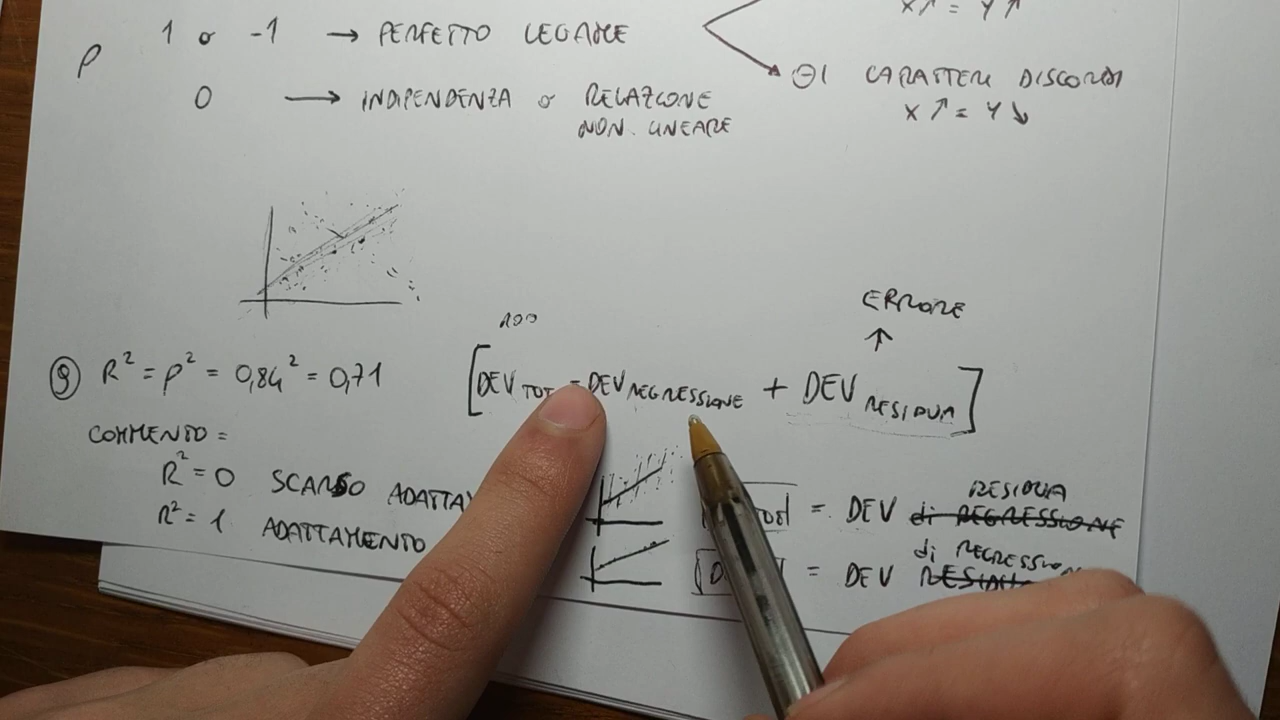 X↗ = Y↗
ρ 1 o -1 → PERFETTO LEGAME
⊖1 CARATTERI DISCORDI
X↗ = Y↘
0 → INDIPENDENZA o RELAZIONE
NON LINEARE
ERRORE
↑
100
⑨ R² = ρ² = 0,84² = 0,71
[DEV TOT = DEV REGRESSIONE + DEV RESIDUA]
COMMENTO =
R² = 0 SCARSO
R² = 1 ADATTAMENTO
RESIDUA
= DEV di REGRESSIONE
di
= DEV